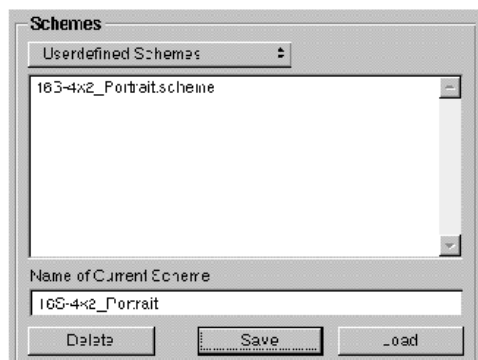 Schemes
Userdefined Schemes
16S-4x2_Portrait.scheme
Name of Current Scheme
16S-4x2_Portrait
Delete Save Load